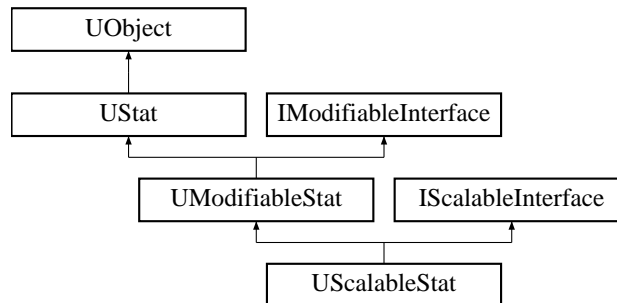 UObject
UStat
IModifiableInterface
UModifiableStat
IScalableInterface
UScalableStat